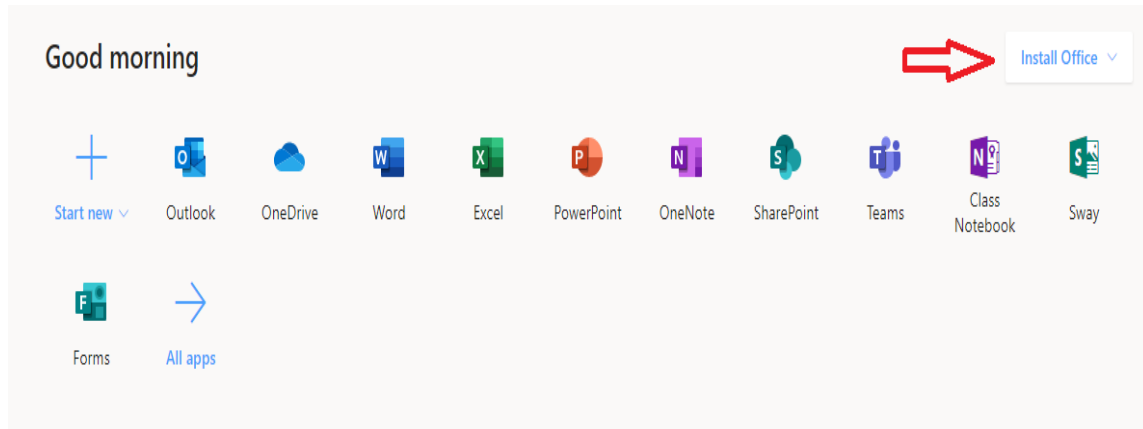 Good morning
Install Office
Start new
Outlook
OneDrive
Word
Excel
PowerPoint
OneNote
SharePoint
Teams
Class
Notebook
Sway
Forms
All apps